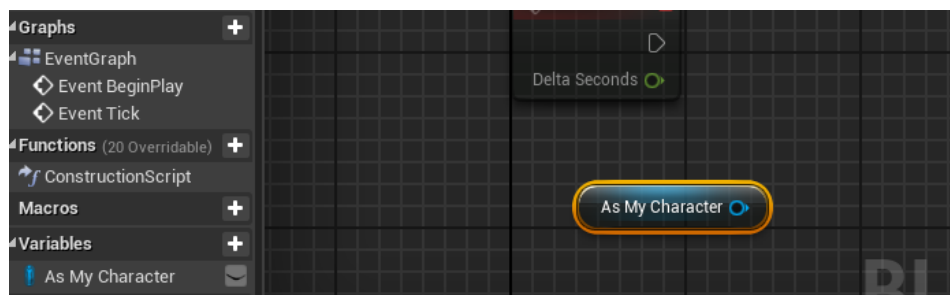 Graphs
EventGraph
Event BeginPlay
Event Tick
Functions (20 Overridable)
ConstructionScript
Macros
Variables
As My Character
Delta Seconds
As My Character